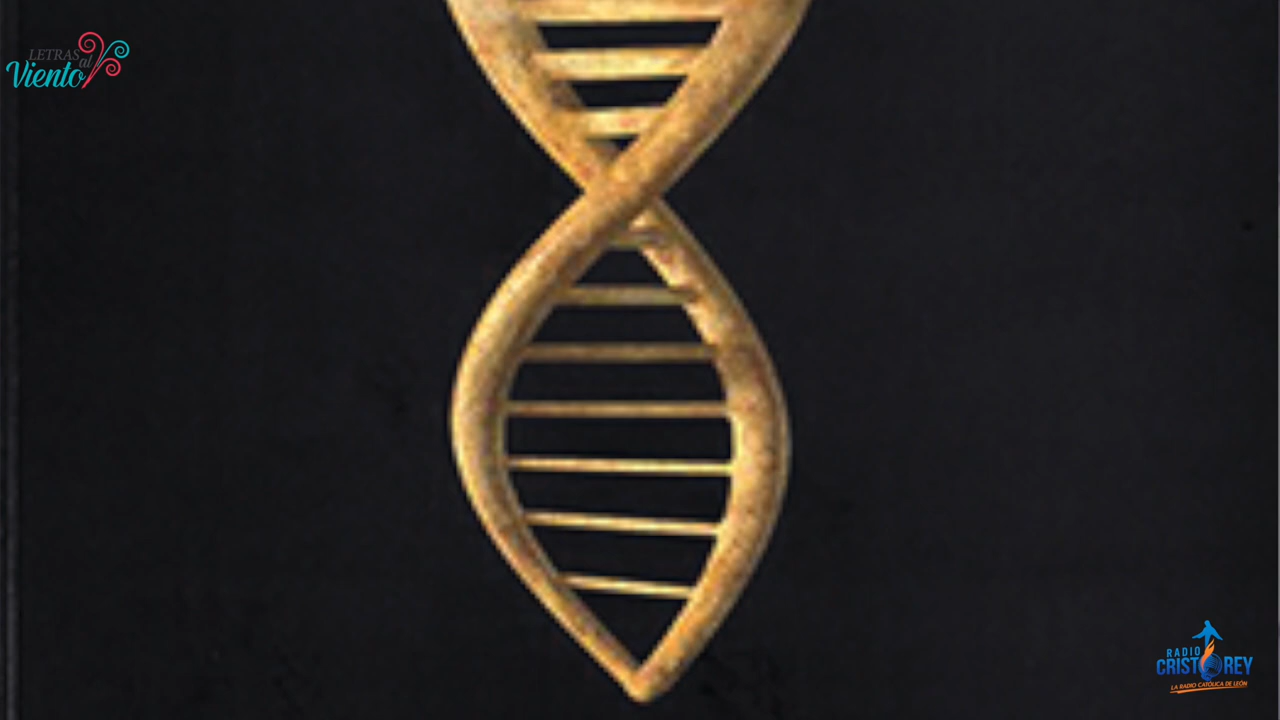 LETRAS al
Viento
RADIO
CRISTO REY
LA RADIO CATÓLICA DE LEÓN